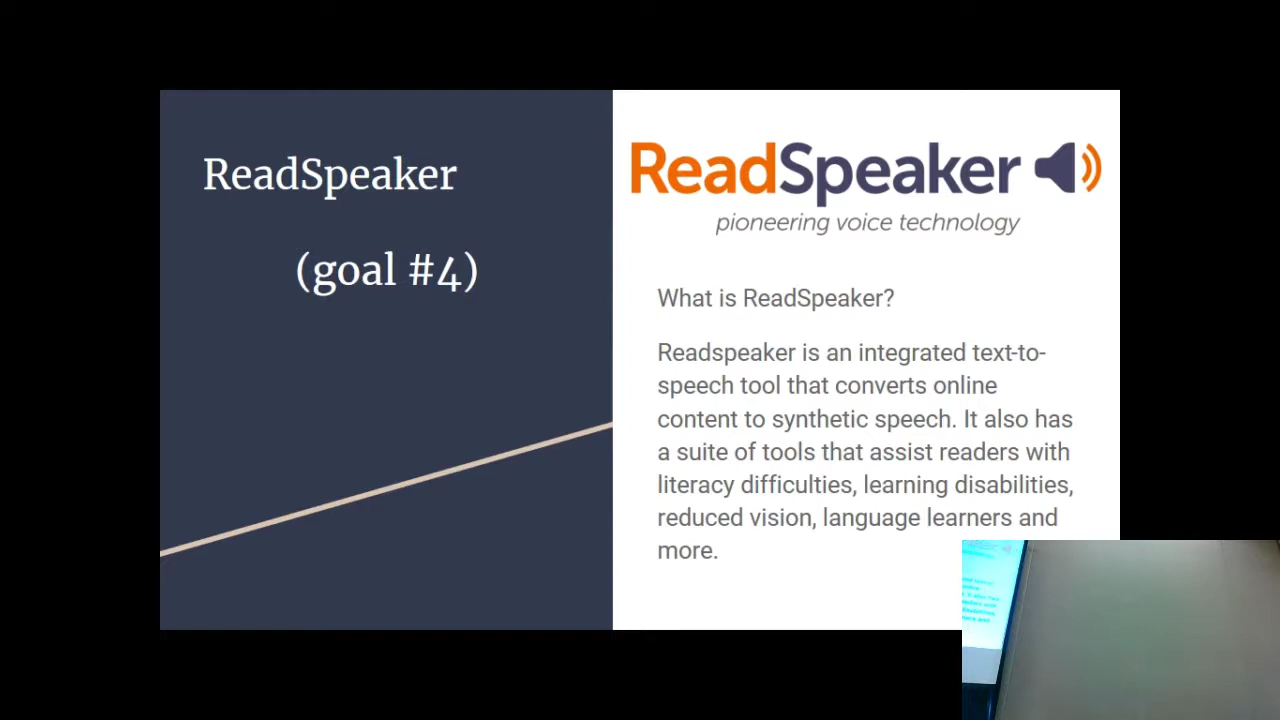 ReadSpeaker
(goal #4)
ReadSpeaker
pioneering voice technology
What is ReadSpeaker?
Readspeaker is an integrated text-to-
speech tool that converts online
content to synthetic speech. It also has
a suite of tools that assist readers with
literacy difficulties, learning disabilities,
reduced vision, language learners and
more.